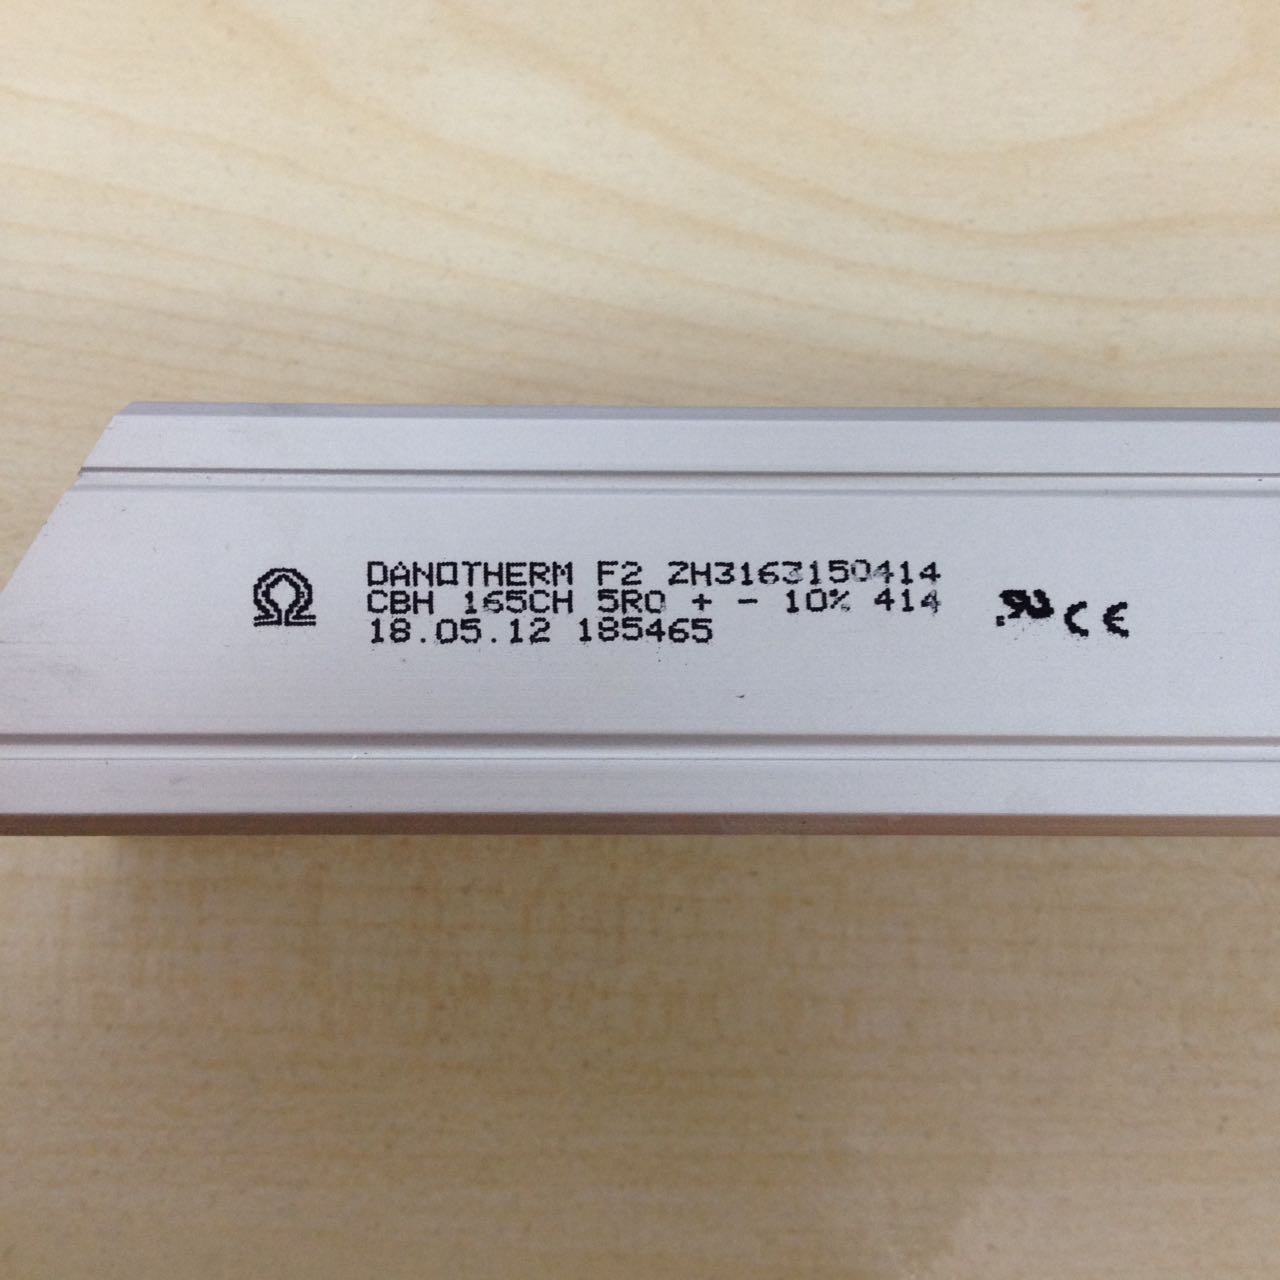 Ω DANOTHERM F2 ZH3163150414
CBH 165CH 5R0 + - 10% 414
18.05.12 185465
CE